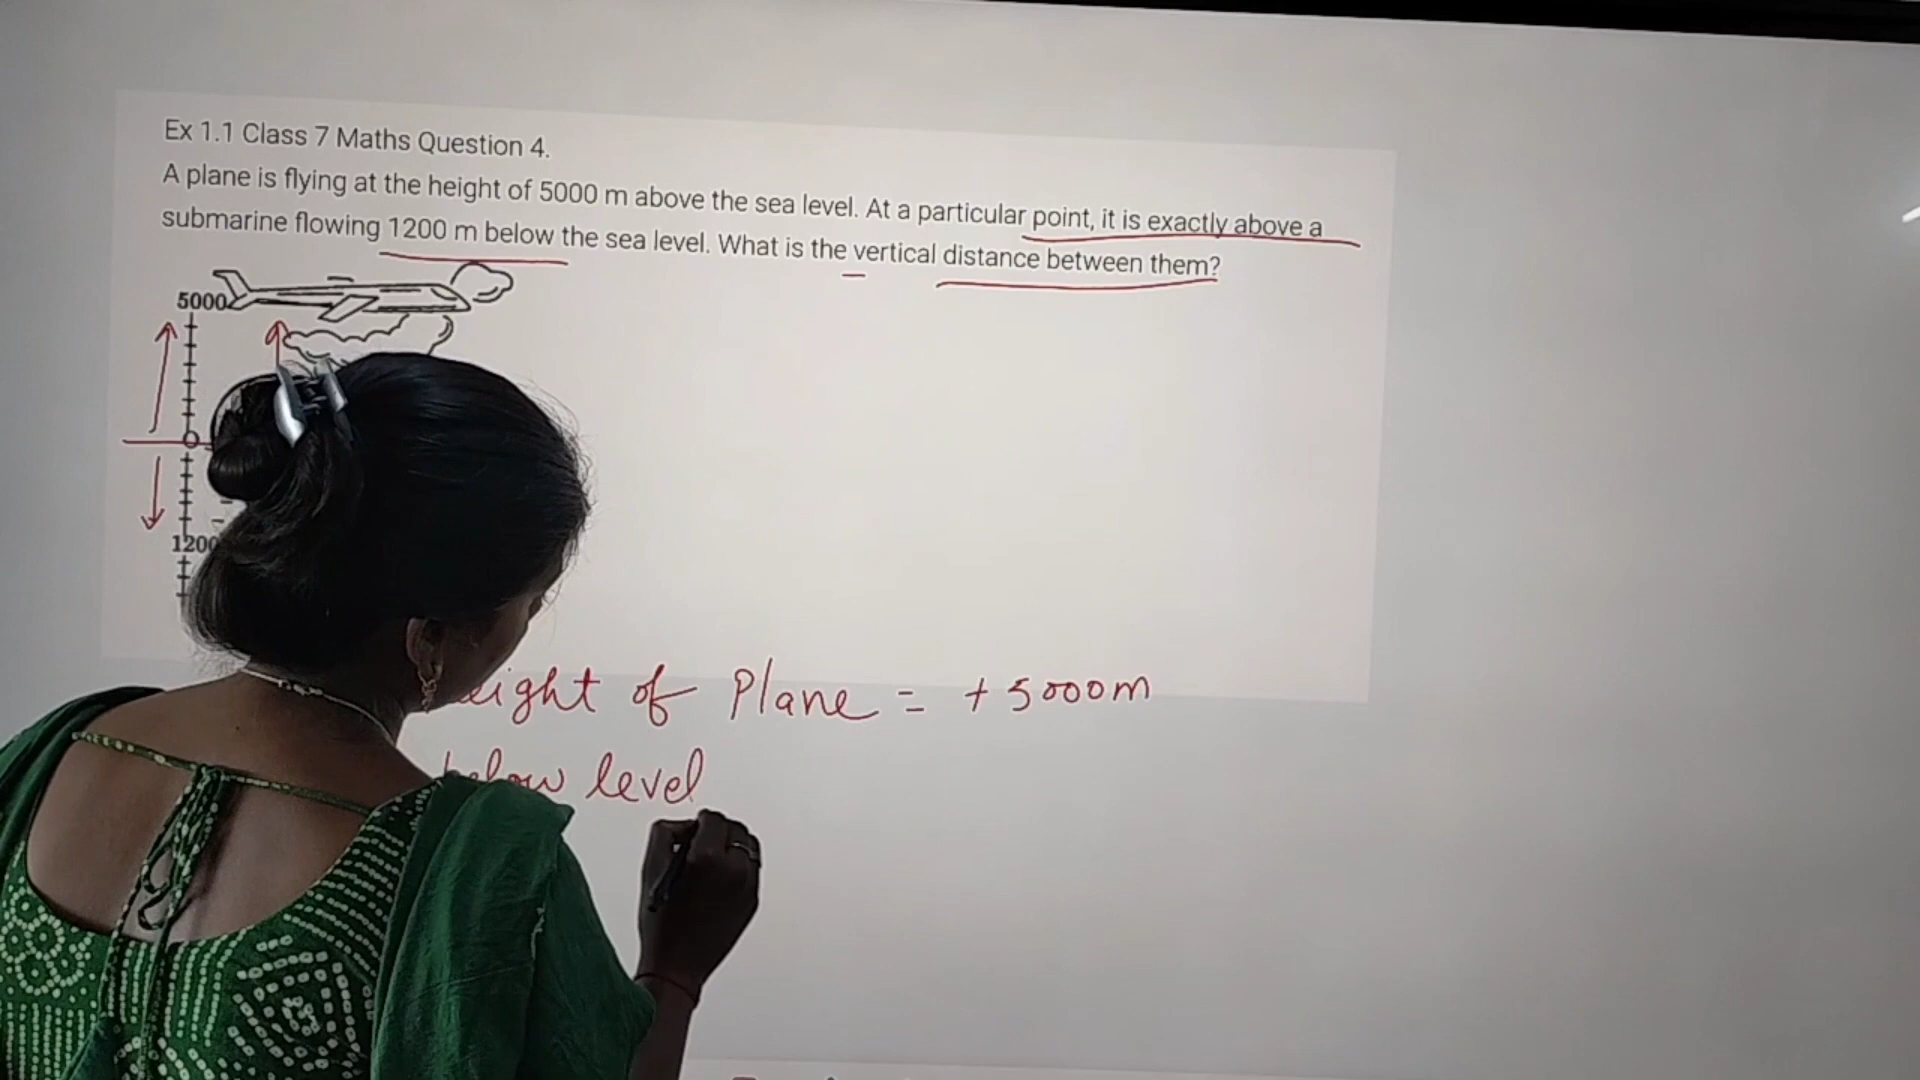 Ex 1.1 Class 7 Maths Question 4.
A plane is flying at the height of 5000 m above the sea level. At a particular point, it is exactly above a
submarine flowing 1200 m below the sea level. What is the vertical distance between them?
5000
0
1200
of Plane = + 5000m
below level